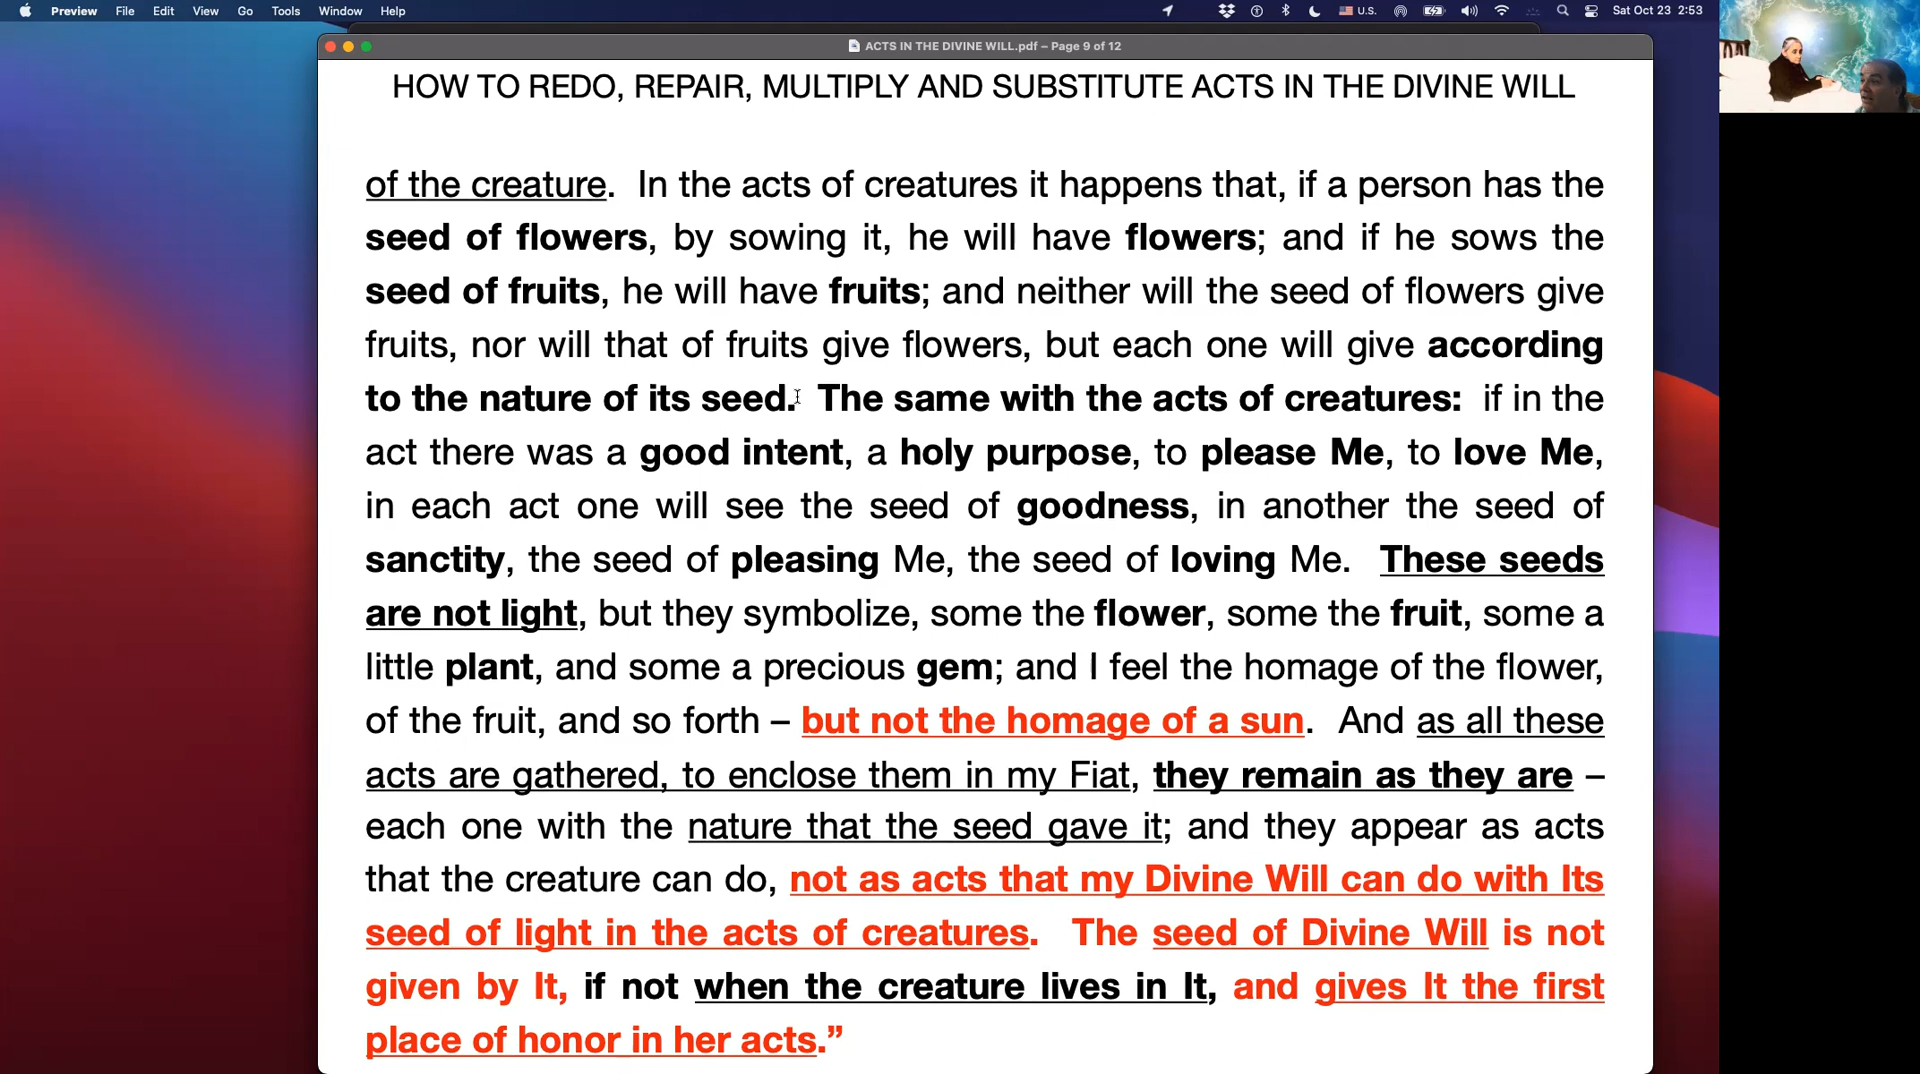 Preview File Edit View Go Tools Window Help U.S. Sat Oct 23 2:53
ACTS IN THE DIVINE WILL.pdf – Page 9 of 12
HOW TO REDO, REPAIR, MULTIPLY AND SUBSTITUTE ACTS IN THE DIVINE WILL
of the creature. In the acts of creatures it happens that, if a person has the
seed of flowers, by sowing it, he will have flowers; and if he sows the
seed of fruits, he will have fruits; and neither will the seed of flowers give
fruits, nor will that of fruits give flowers, but each one will give according
to the nature of its seed. The same with the acts of creatures: if in the
act there was a good intent, a holy purpose, to please Me, to love Me,
in each act one will see the seed of goodness, in another the seed of
sanctity, the seed of pleasing Me, the seed of loving Me. These seeds
are not light, but they symbolize, some the flower, some the fruit, some a
little plant, and some a precious gem; and I feel the homage of the flower,
of the fruit, and so forth – but not the homage of a sun. And as all these
acts are gathered, to enclose them in my Fiat, they remain as they are –
each one with the nature that the seed gave it; and they appear as acts
that the creature can do, not as acts that my Divine Will can do with Its
seed of light in the acts of creatures. The seed of Divine Will is not
given by It, if not when the creature lives in It, and gives It the first
place of honor in her acts.”